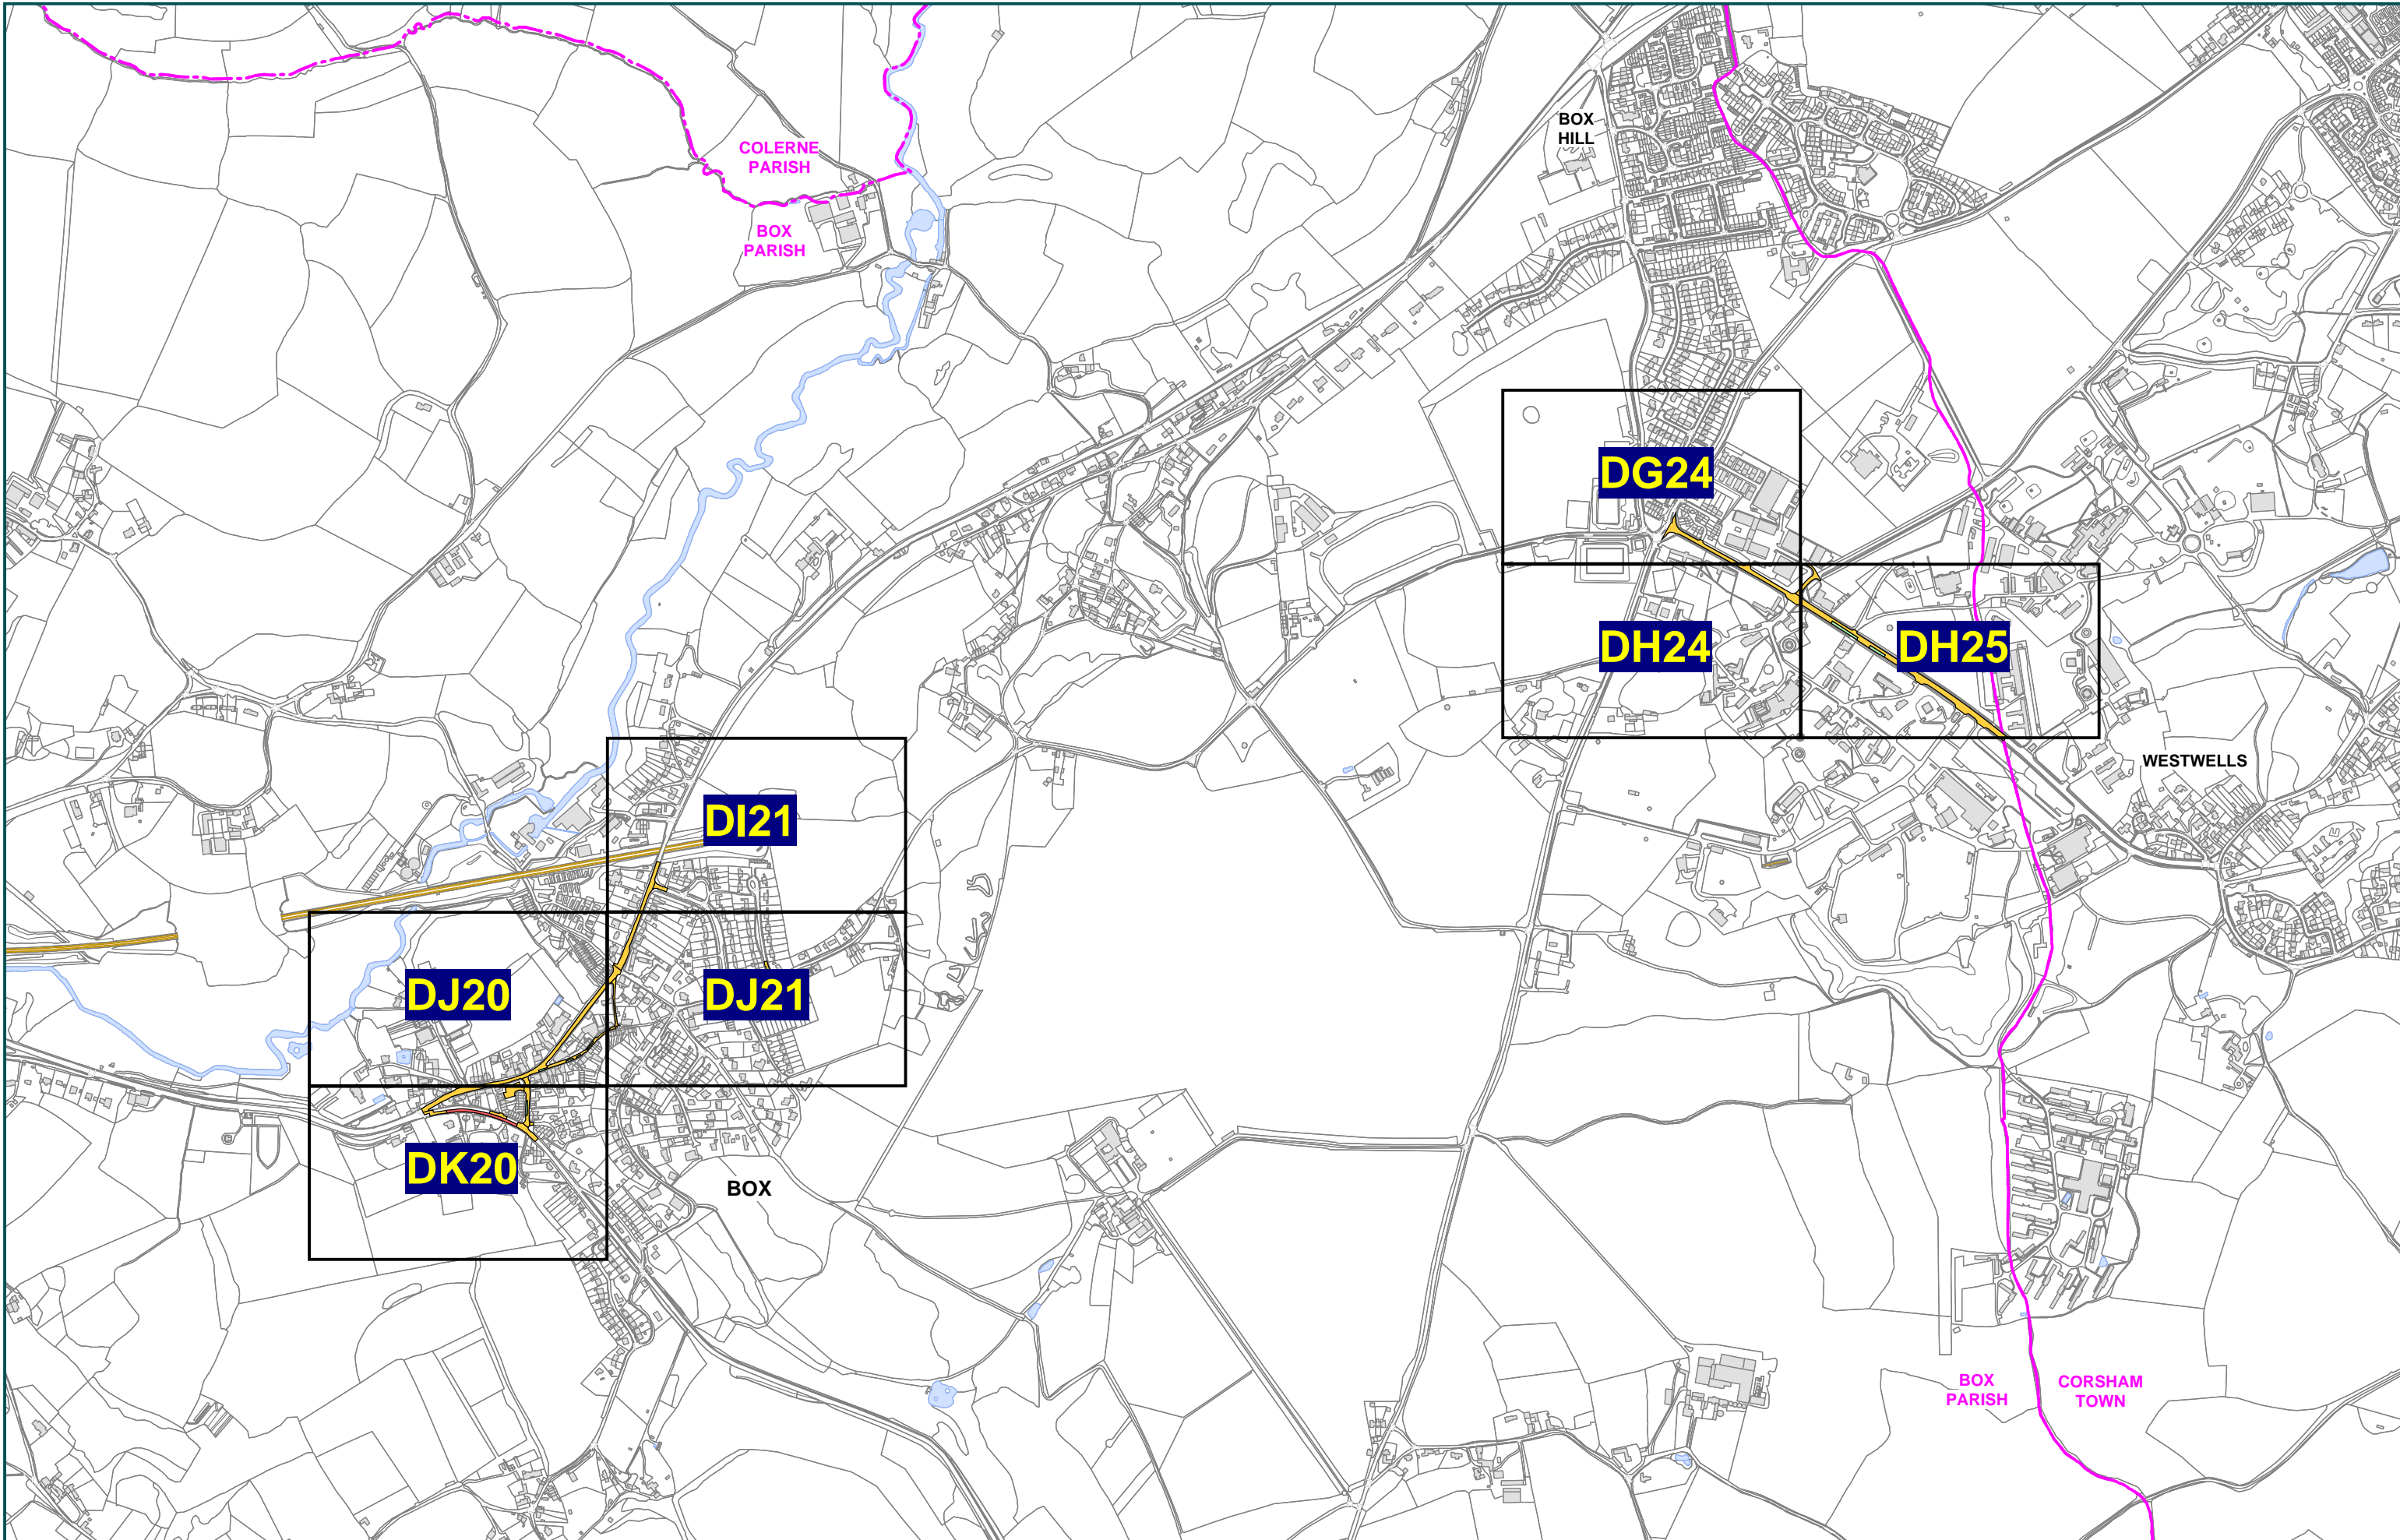 BOX
HILL
COLERNE
PARISH
BOX
PARISH
DG24
DH24
DH25
WESTWELLS
DI21
DJ20
DJ21
DK20
BOX
BOX
PARISH
CORSHAM
TOWN